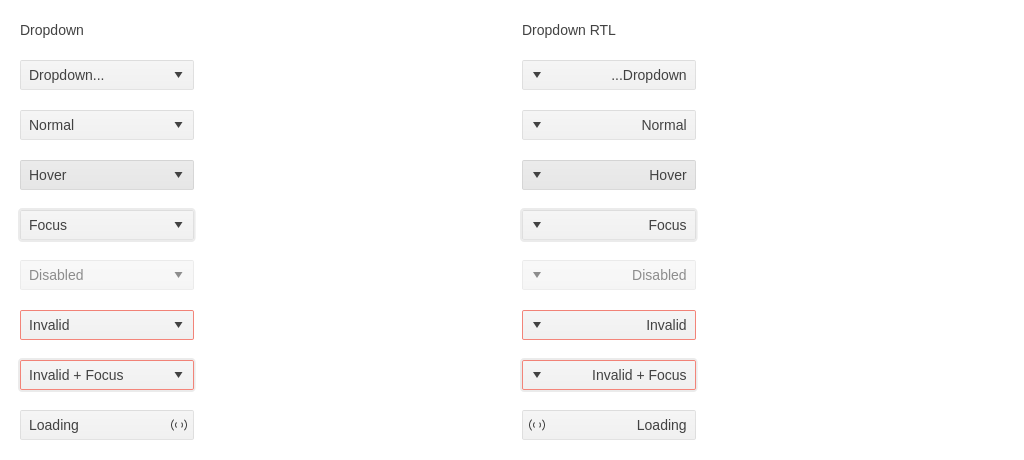 Dropdown
Dropdown...
Normal
Hover
Focus
Disabled
Invalid
Invalid + Focus
Loading
Dropdown RTL
...Dropdown
Normal
Hover
Focus
Disabled
Invalid
Invalid + Focus
Loading